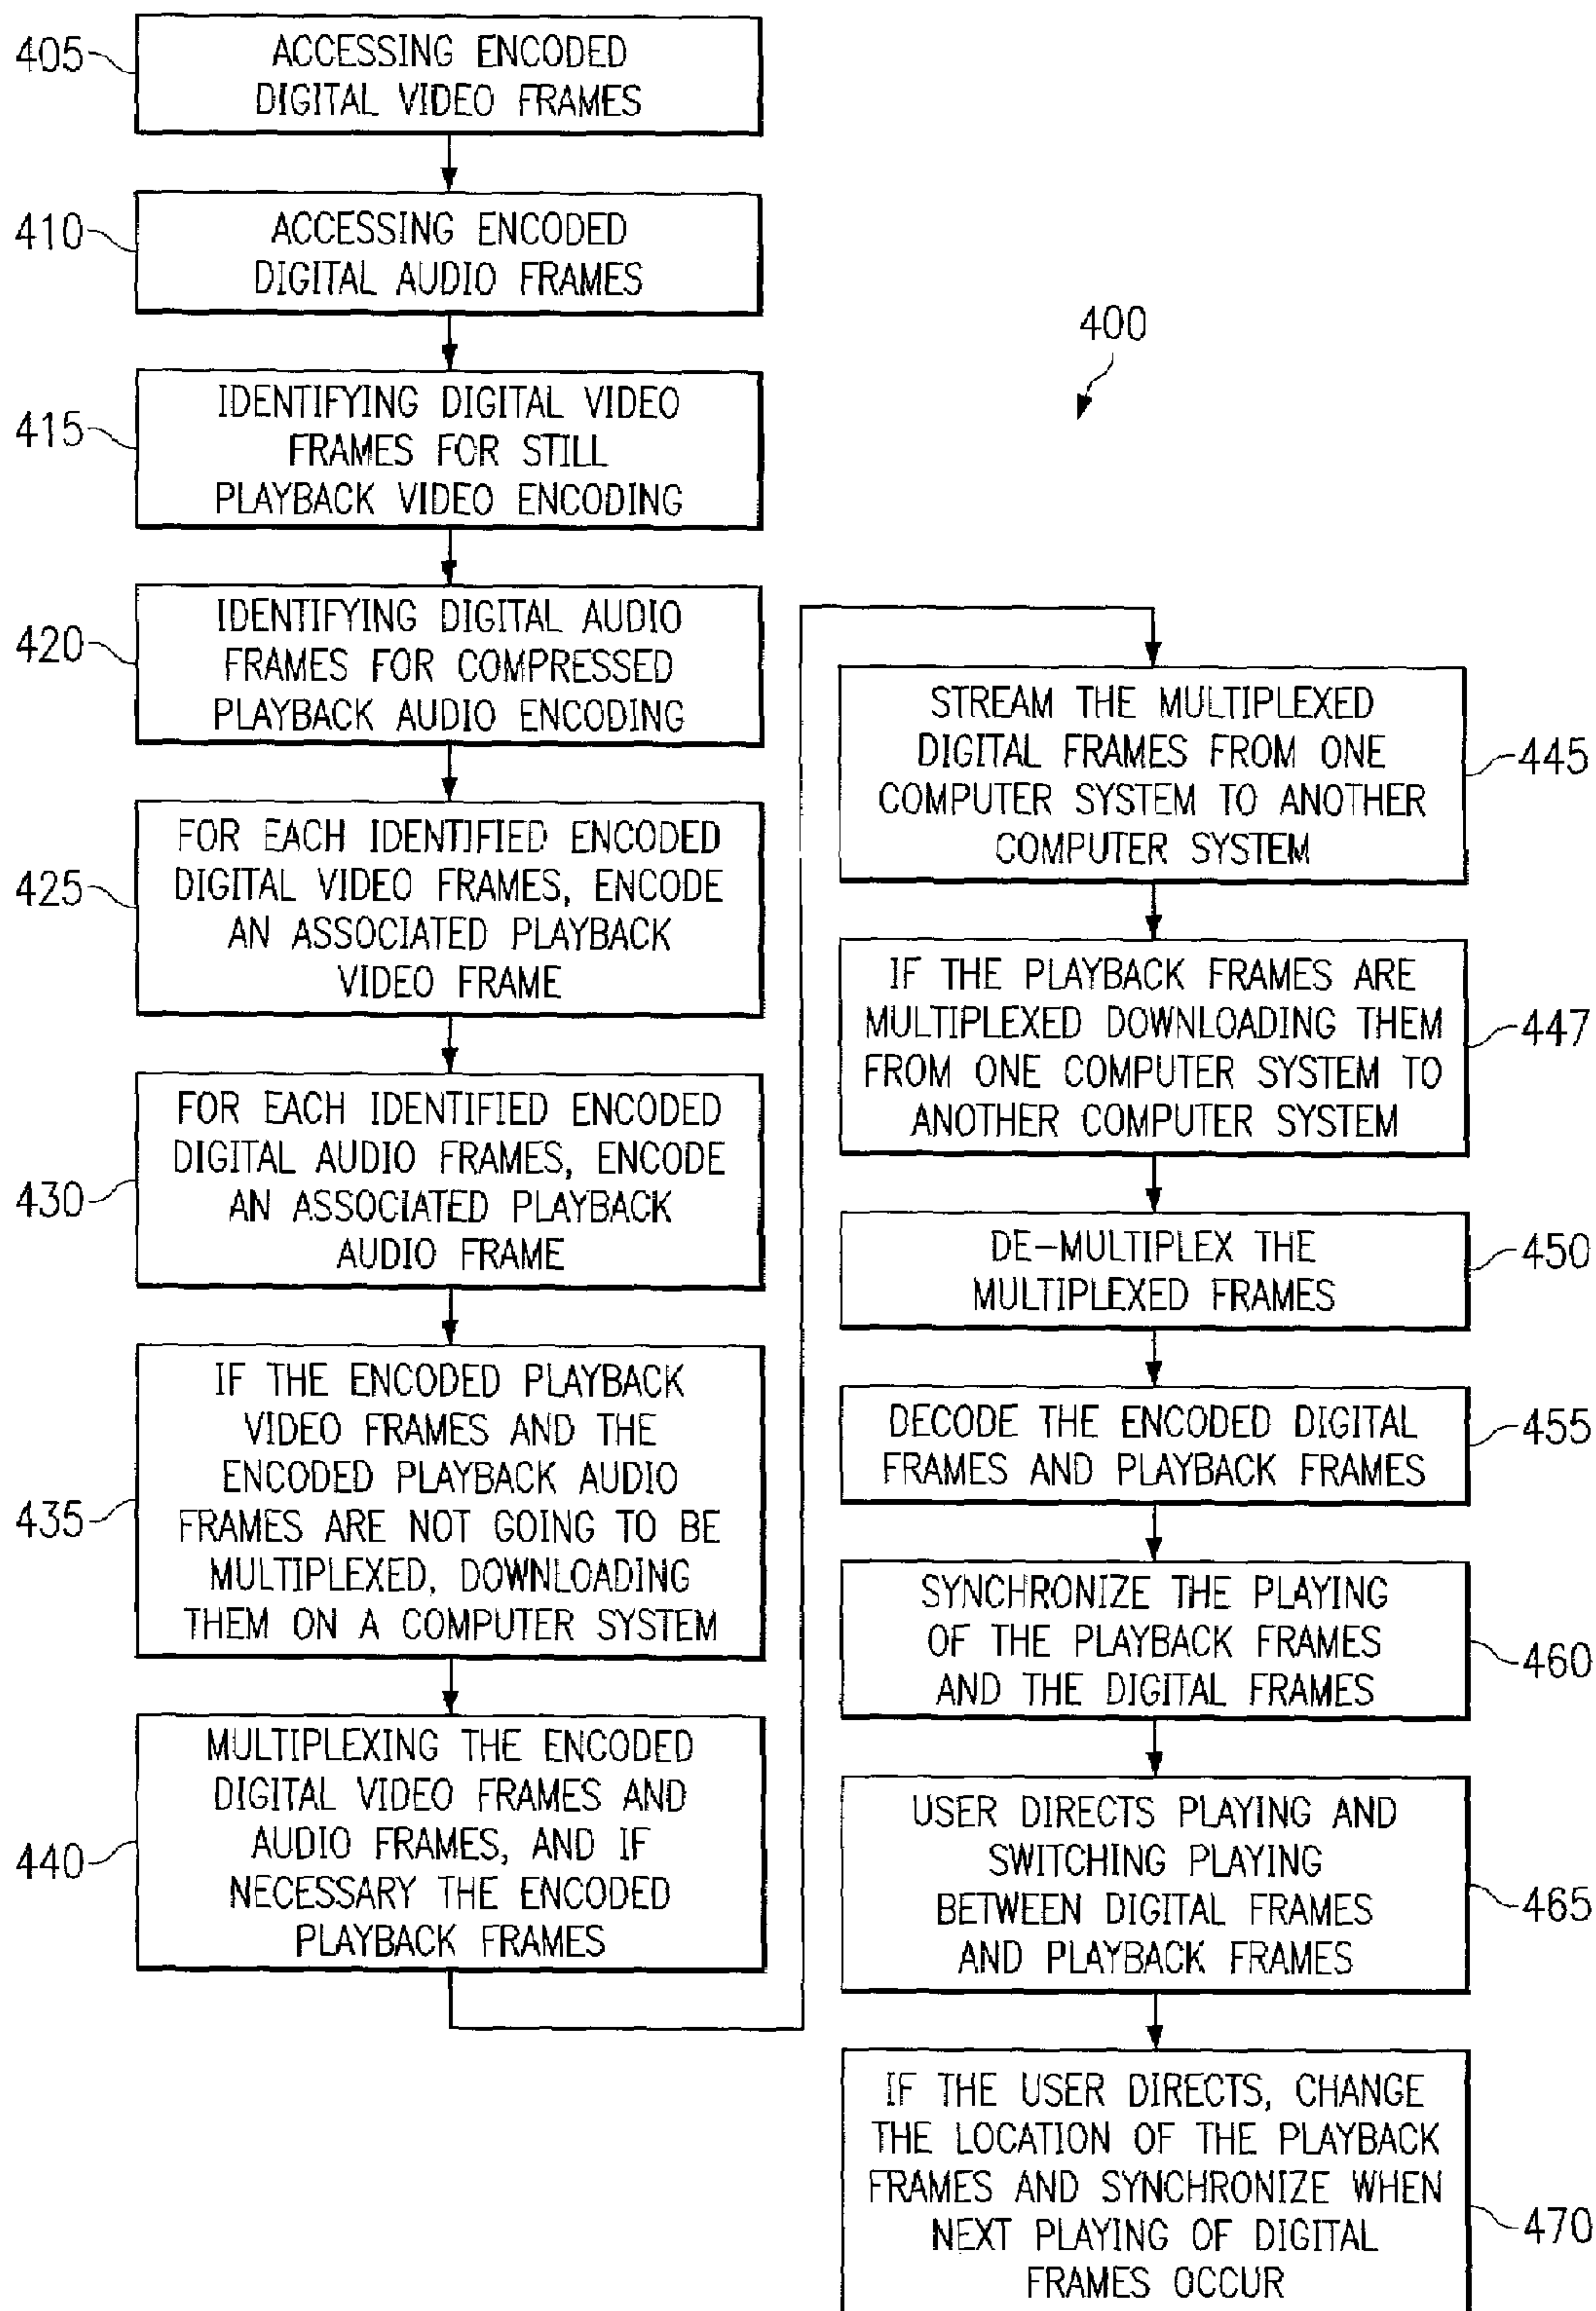 405
ACCESSING ENCODED
DIGITAL VIDEO FRAMES
410
ACCESSING ENCODED
DIGITAL AUDIO FRAMES
415
IDENTIFYING DIGITAL VIDEO
FRAMES FOR STILL
PLAYBACK VIDEO ENCODING
420
IDENTIFYING DIGITAL AUDIO
FRAMES FOR COMPRESSED
PLAYBACK AUDIO ENCODING
425
FOR EACH IDENTIFIED ENCODED
DIGITAL VIDEO FRAMES, ENCODE
AN ASSOCIATED PLAYBACK
VIDEO FRAME
430
FOR EACH IDENTIFIED ENCODED
DIGITAL AUDIO FRAMES, ENCODE
AN ASSOCIATED PLAYBACK
AUDIO FRAME
435
IF THE ENCODED PLAYBACK
VIDEO FRAMES AND THE
ENCODED PLAYBACK AUDIO
FRAMES ARE NOT GOING TO BE
MULTIPLEXED, DOWNLOADING
THEM ON A COMPUTER SYSTEM
440
MULTIPLEXING THE ENCODED
DIGITAL VIDEO FRAMES AND
AUDIO FRAMES, AND IF
NECESSARY THE ENCODED
PLAYBACK FRAMES
400
STREAM THE MULTIPLEXED
DIGITAL FRAMES FROM ONE
COMPUTER SYSTEM TO ANOTHER
COMPUTER SYSTEM
445
IF THE PLAYBACK FRAMES ARE
MULTIPLEXED DOWNLOADING THEM
FROM ONE COMPUTER SYSTEM TO
ANOTHER COMPUTER SYSTEM
447
DE-MULTIPLEX THE
MULTIPLEXED FRAMES
450
DECODE THE ENCODED DIGITAL
FRAMES AND PLAYBACK FRAMES
455
SYNCHRONIZE THE PLAYING
OF THE PLAYBACK FRAMES
AND THE DIGITAL FRAMES
460
USER DIRECTS PLAYING AND
SWITCHING PLAYING
BETWEEN DIGITAL FRAMES
AND PLAYBACK FRAMES
465
IF THE USER DIRECTS, CHANGE
THE LOCATION OF THE PLAYBACK
FRAMES AND SYNCHRONIZE WHEN
NEXT PLAYING OF DIGITAL
FRAMES OCCUR
470